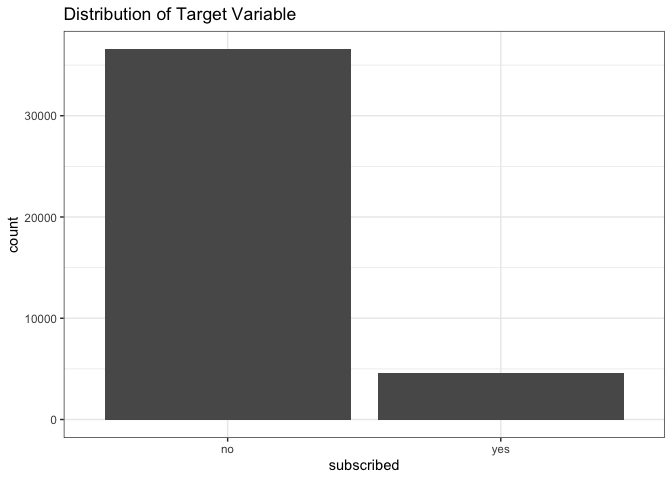 Distribution of Target Variable
30000
20000
10000
0
count
no
yes
subscribed